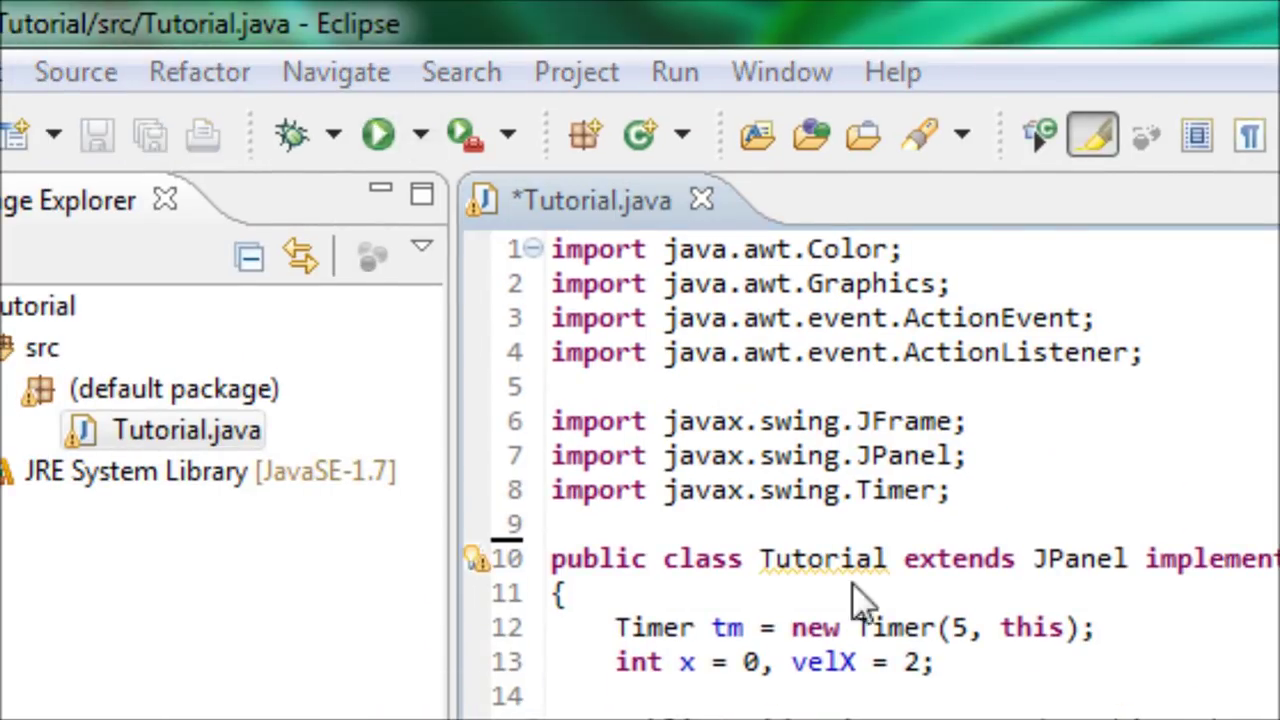 Tutorial/src/Tutorial.java - Eclipse
Source Refactor Navigate Search Project Run Window Help
ge Explorer
*Tutorial.java
utorial
src
(default package)
Tutorial.java
JRE System Library [JavaSE-1.7]
1 import java.awt.Color;
2 import java.awt.Graphics;
3 import java.awt.event.ActionEvent;
4 import java.awt.event.ActionListener;
5
6 import javax.swing.JFrame;
7 import javax.swing.JPanel;
8 import javax.swing.Timer;
9
10 public class Tutorial extends JPanel implement
11 {
12 Timer tm = new Timer(5, this);
13 int x = 0, velX = 2;
14